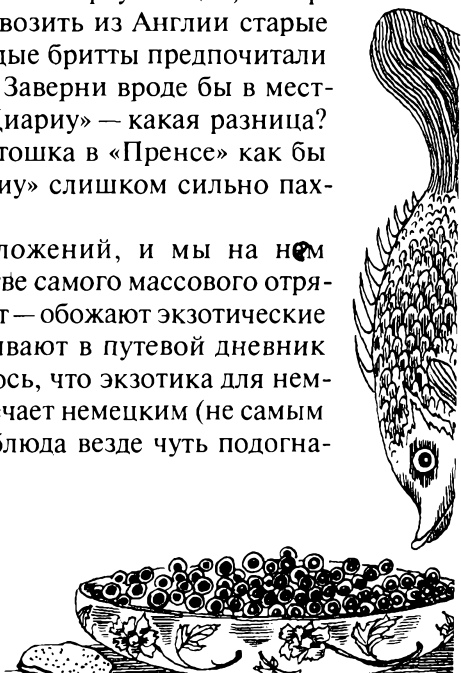 возить из Англии старые
дые бритты предпочитали
Заверни вроде бы в мест-
Диариу» — какая разница?
тошка в «Пренсе» как бы
иу» слишком сильно пах-
ложений, и мы на нем
ве самого массового отря-
т — обожают экзотические
ивают в путевой дневник
ось, что экзотика для нем-
чает немецким (не самым
блюда везде чуть подогна-